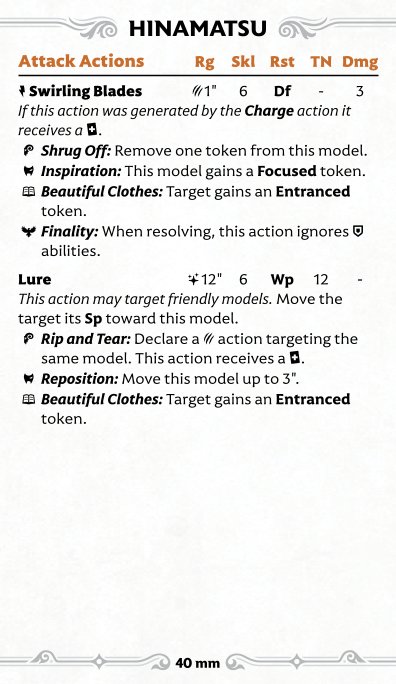 HINAMATSU
Attack Actions Rg Skl Rst TN Dmg
Swirling Blades 1" 6 Df - 3
If this action was generated by the Charge action it
receives a .
Shrug Off: Remove one token from this model.
Inspiration: This model gains a Focused token.
Beautiful Clothes: Target gains an Entranced
token.
Finality: When resolving, this action ignores
abilities.
Lure 12" 6 Wp 12 -
This action may target friendly models. Move the
target its Sp toward this model.
Rip and Tear: Declare a action targeting the
same model. This action receives a .
Reposition: Move this model up to 3".
Beautiful Clothes: Target gains an Entranced
token.
40 mm